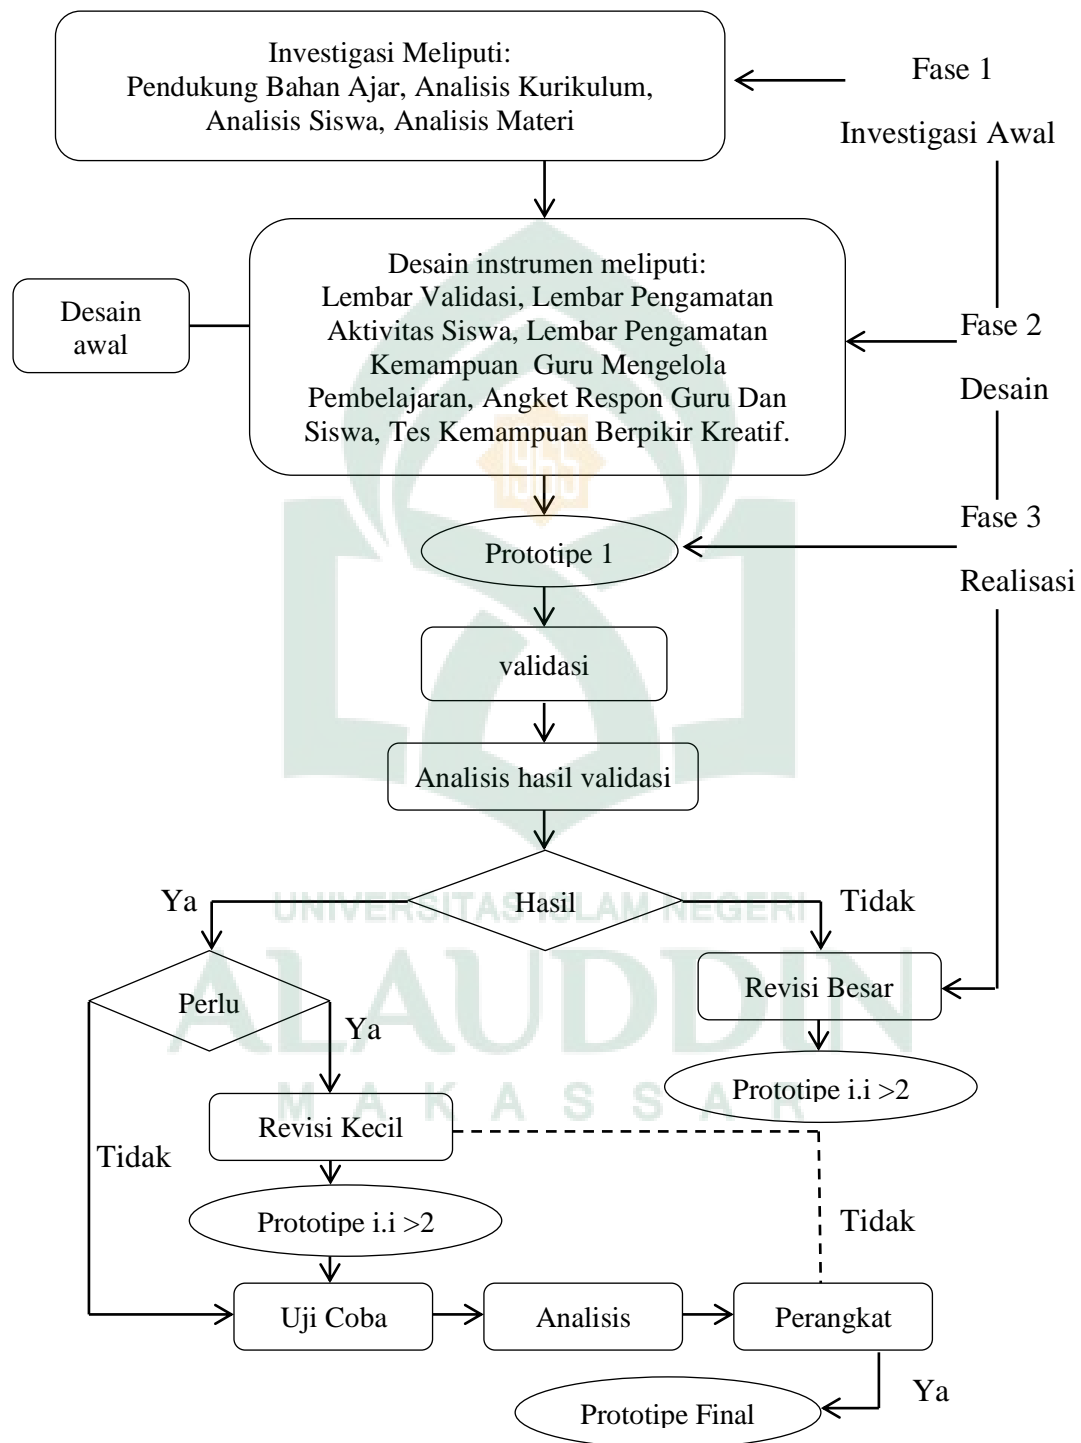 Investigasi Meliputi:
Pendukung Bahan Ajar, Analisis Kurikulum,
Analisis Siswa, Analisis Materi
Fase 1
Investigasi Awal
Desain instrumen meliputi:
Lembar Validasi, Lembar Pengamatan
Aktivitas Siswa, Lembar Pengamatan
Kemampuan Guru Mengelola
Pembelajaran, Angket Respon Guru Dan
Siswa, Tes Kemampuan Berpikir Kreatif.
Desain
awal
Fase 2
Desain
1965
Fase 3
Prototipe 1
Realisasi
validasi
Analisis hasil validasi
Ya
Hasil
Tidak
UNIVERSITAS ISLAM NEGERI
ALAUDDIN
MAKASSAR
Perlu
Ya
Revisi Besar
Prototipe i.i >2
Revisi Kecil
Tidak
Prototipe i.i >2
Tidak
Uji Coba
Analisis
Perangkat
Ya
Prototipe Final